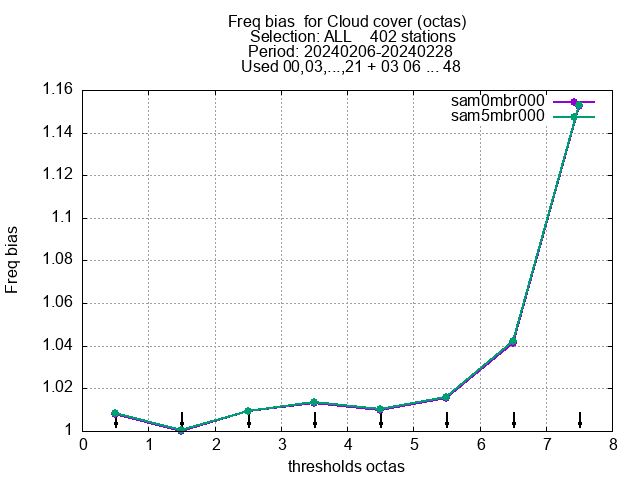 Freq bias  for Cloud cover (octas)
Selection: ALL    402 stations
Period: 20240206-20240228
Used 00,03,...,21 + 03 06 ... 48
sam0mbr000
sam5mbr000
1.16
1.14
1.12
1.1
1.08
1.06
1.04
1.02
1
Freq bias
0 1 2 3 4 5 6 7 8
thresholds octas